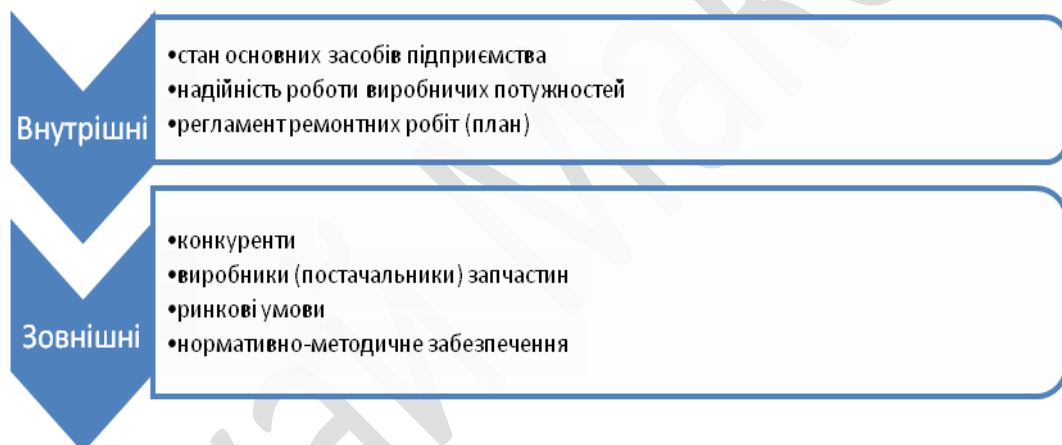 Внутрішні
•стан основних засобів підприємства
•надійність роботи виробничих потужностей
•регламент ремонтних робіт (план)
Зовнішні
•конкуренти
•виробники (постачальники) запчастин
•ринкові умови
•нормативно-методичне забезпечення